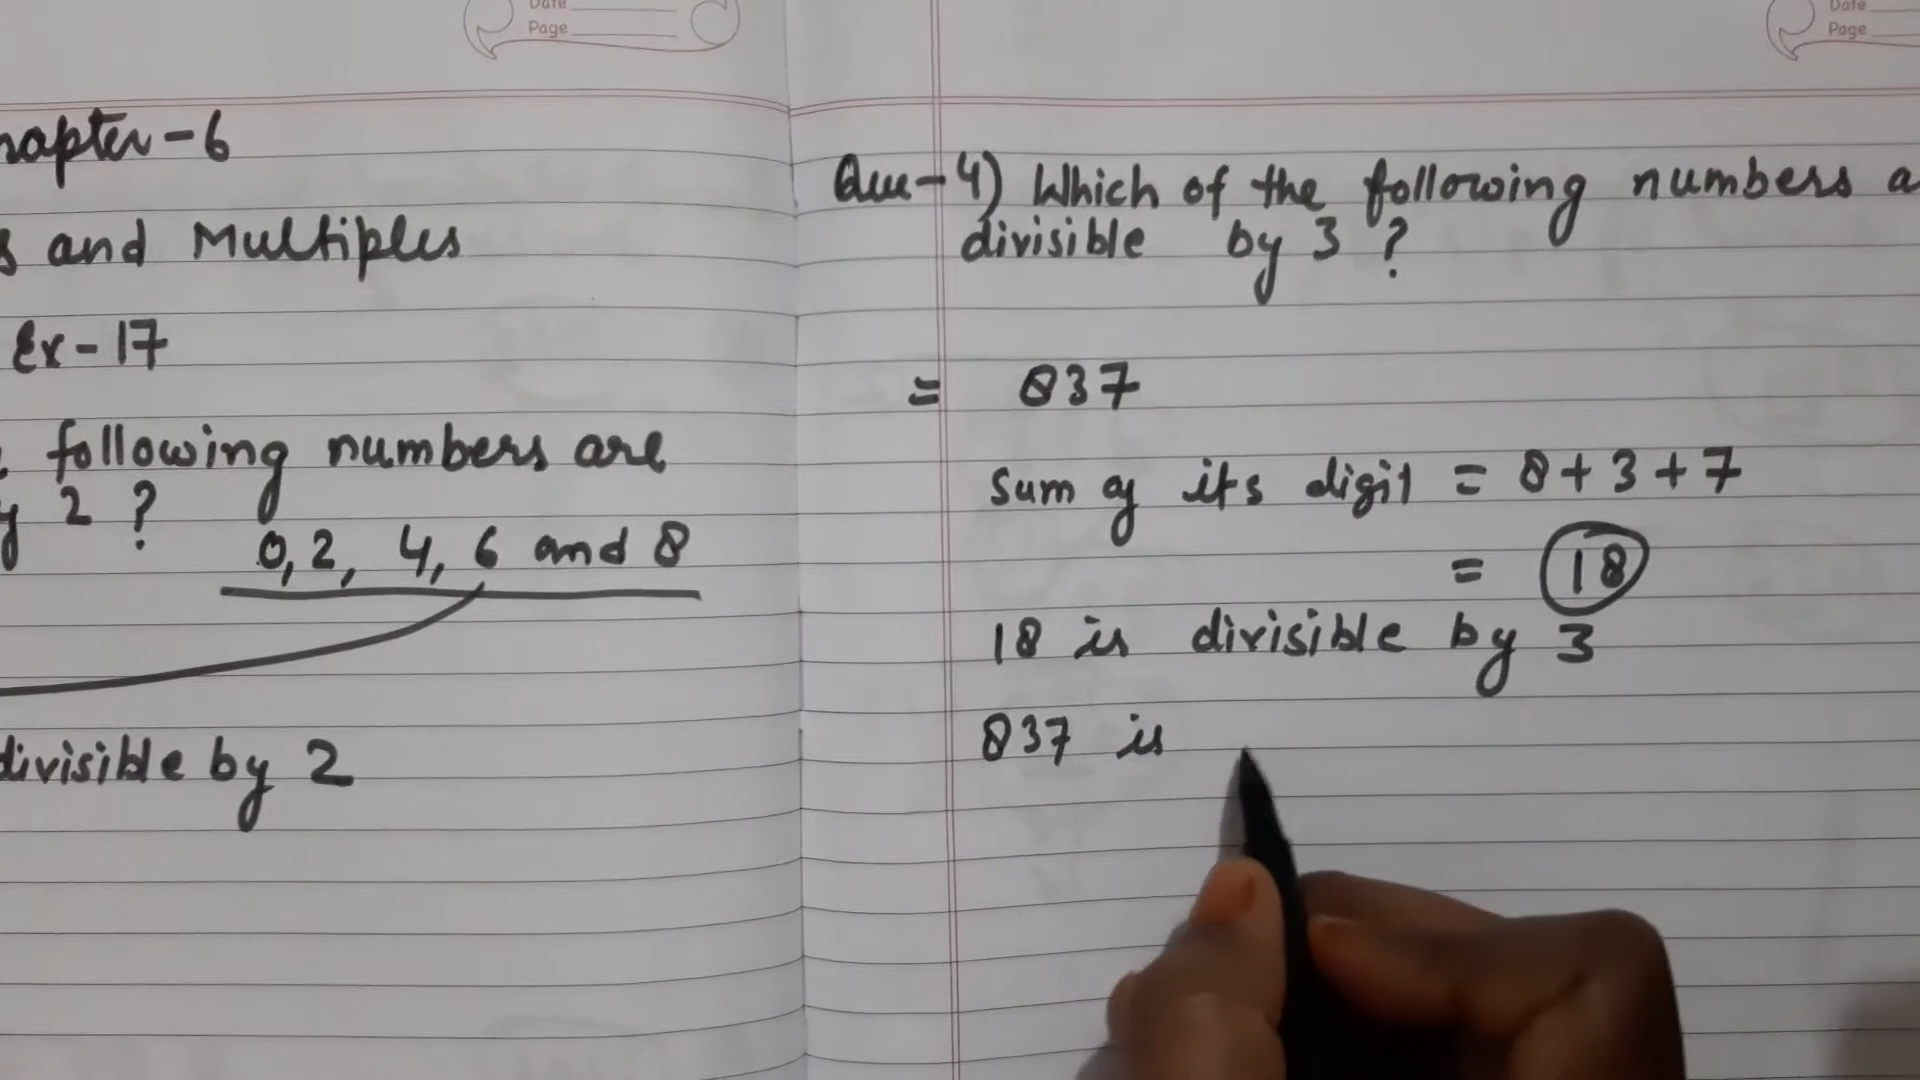 Date
Page
hapter-6
s and Multiples
Ex-17
following numbers are
y 2 ?
0, 2, 4, 6 and 8
divisible by 2
Date
Page
Que-4) Which of the following numbers a
divisible by 3 ?
= 837
Sum of its digit = 8+3+7
= 18
18 is divisible by 3
837 is